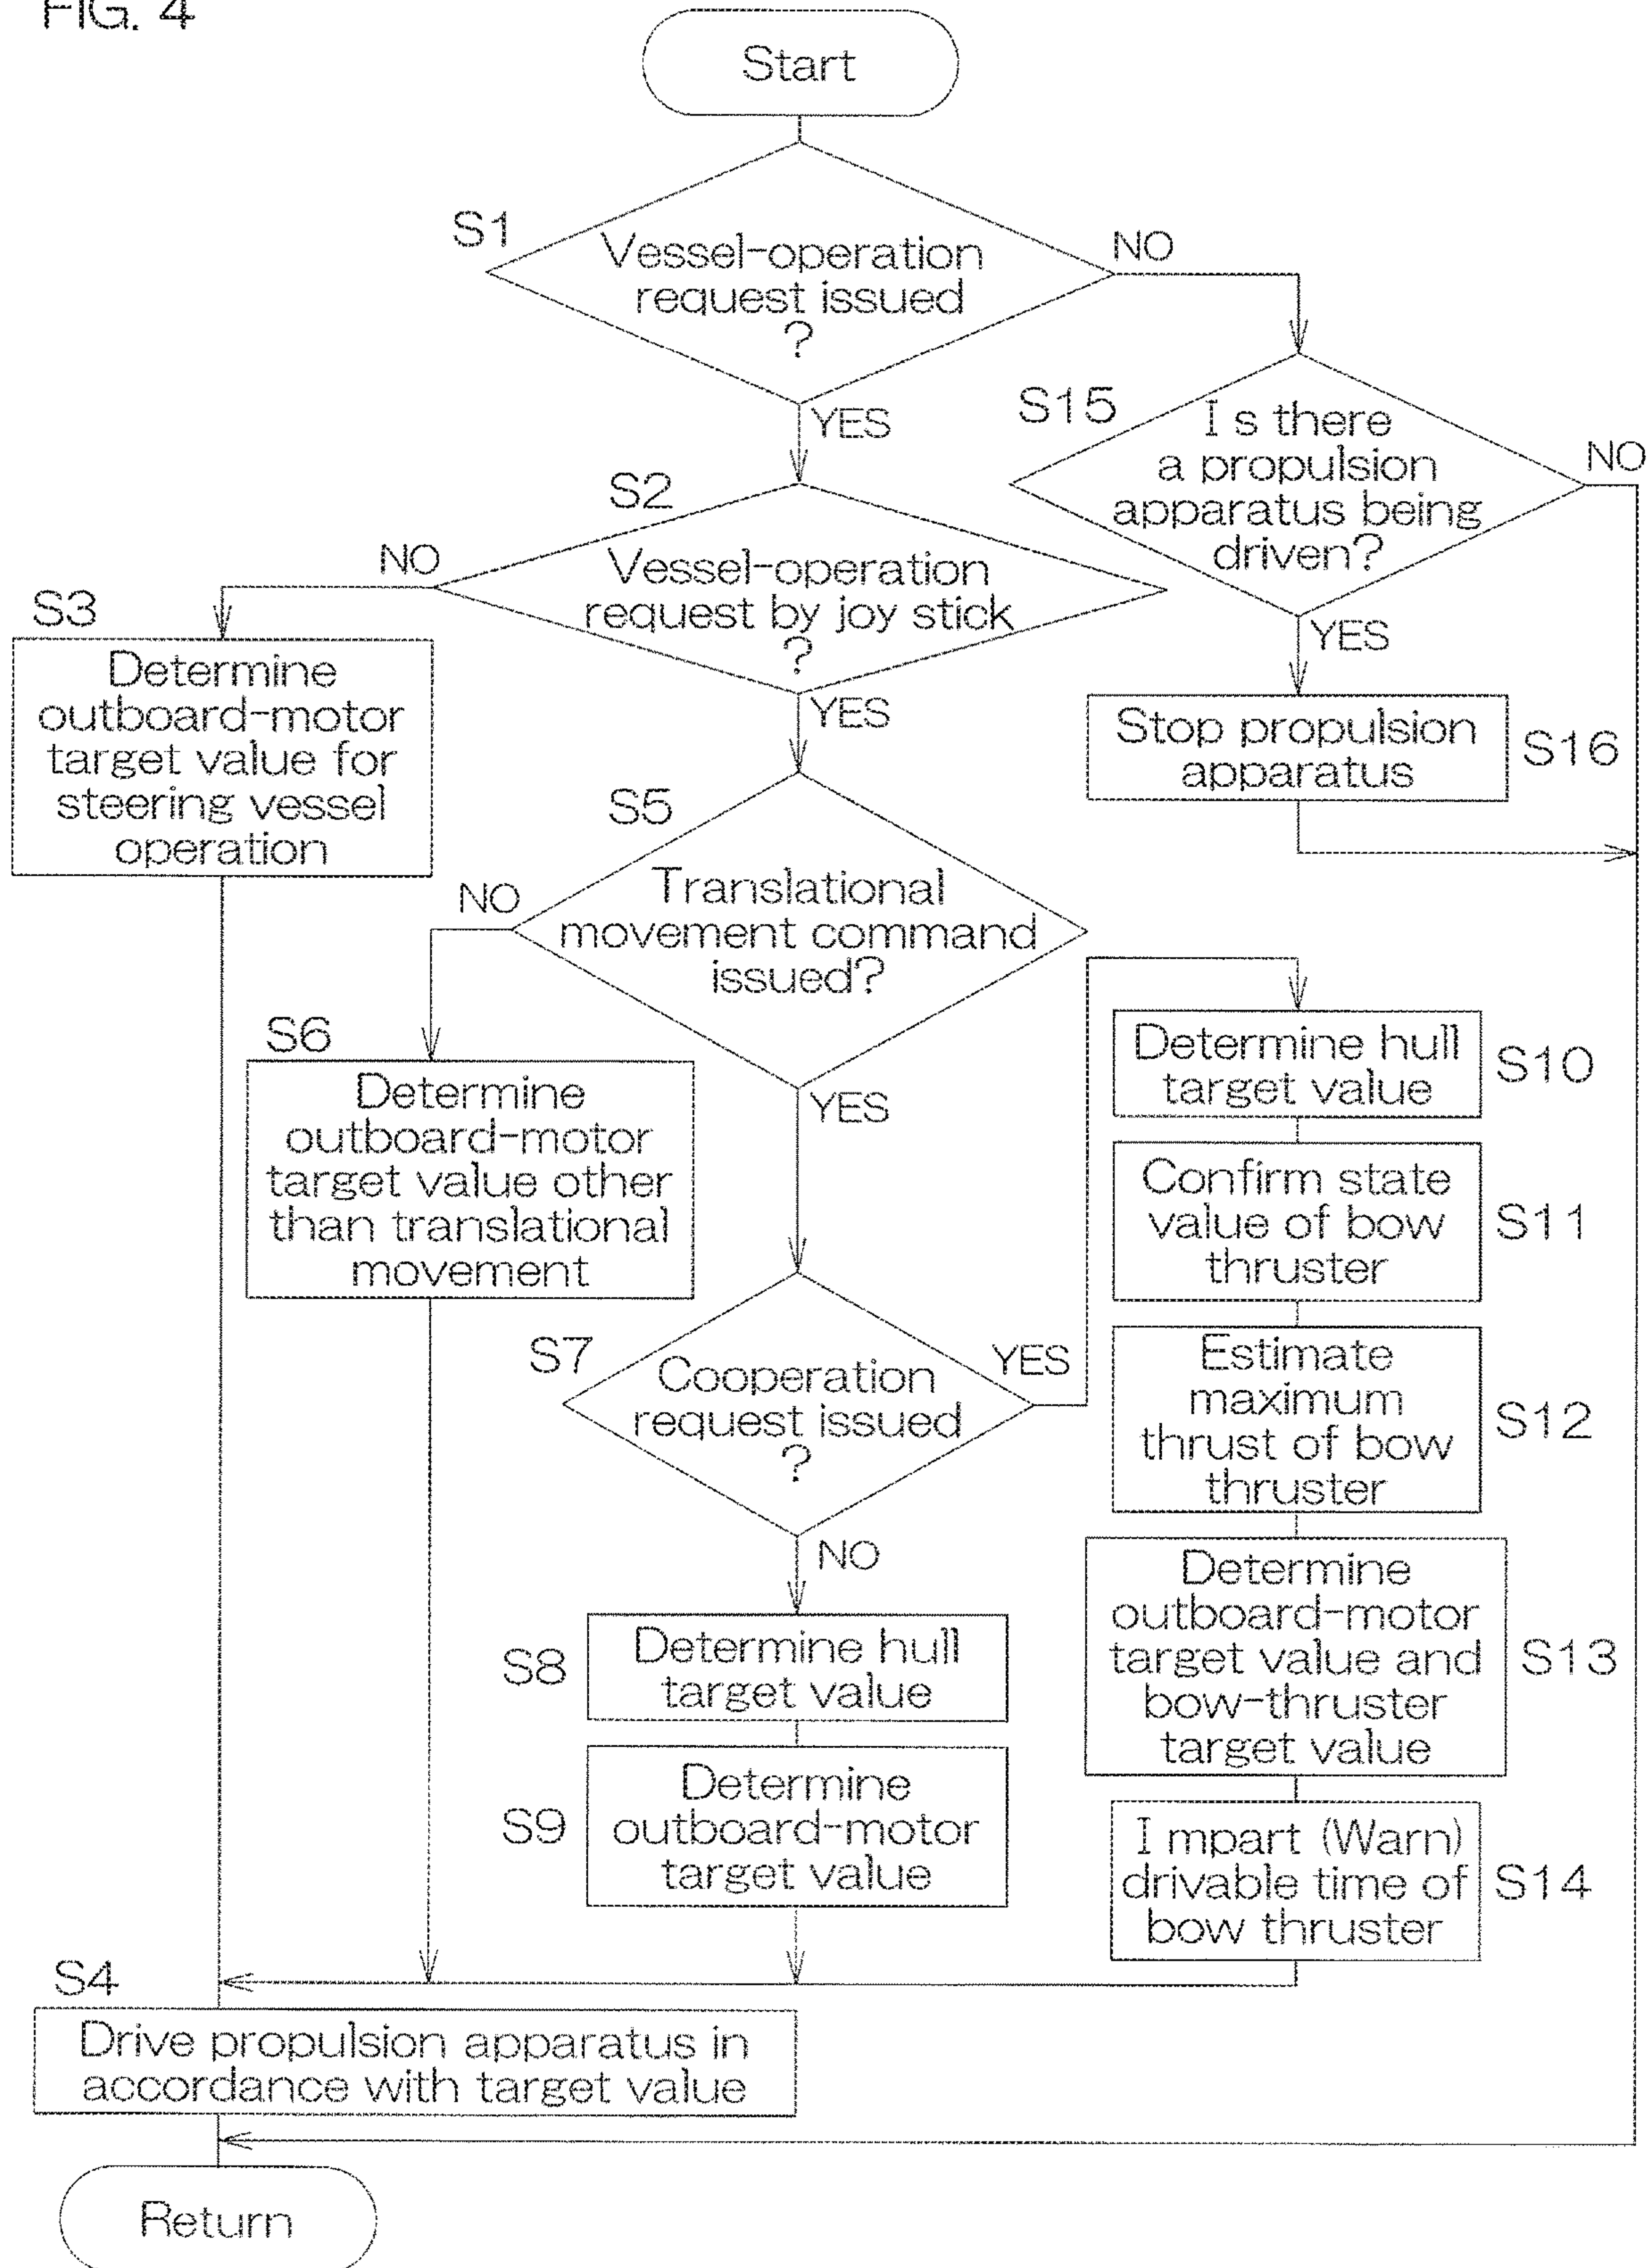 FIG. 4
Start
S1
Vessel-operation
request issued
?
NO
YES
S15
I s there
a propulsion
apparatus being
driven?
NO
YES
S2
Vessel-operation
request by joy stick
?
NO
YES
S3
Determine
outboard-motor
target value for
steering vessel
operation
Stop propulsion
apparatus
S16
S5
Translational
movement command
issued?
NO
YES
S6
Determine
outboard-motor
target value other
than translational
movement
S7
Cooperation
request issued
?
YES
NO
Determine hull
target value
S10
Confirm state
value of bow
thruster
S11
Estimate
maximum
thrust of bow
thruster
S12
Determine
outboard-motor
target value and
bow-thruster
target value
S13
I mpart (Warn)
drivable time of
bow thruster
S14
S8
Determine hull
target value
S9
Determine
outboard-motor
target value
S4
Drive propulsion apparatus in
accordance with target value
Return